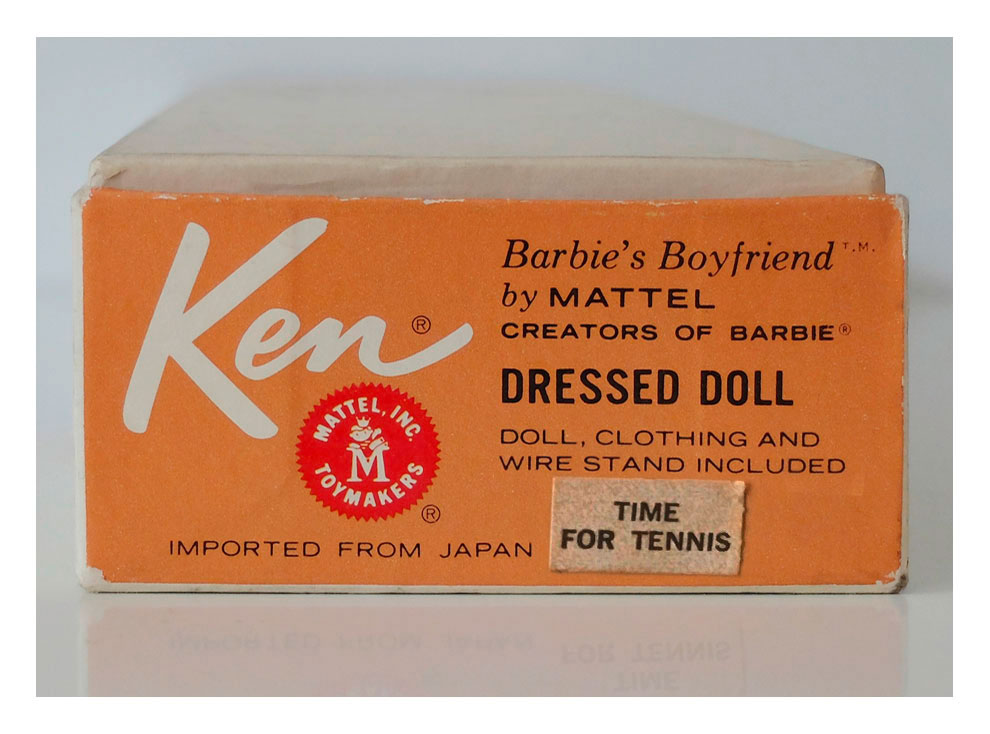 Ken®
Barbie's Boyfriend T.M.
by MATTEL
CREATORS OF BARBIE®
DRESSED DOLL
DOLL, CLOTHING AND
WIRE STAND INCLUDED
MATTEL, INC.
M
TOYMAKERS
®
IMPORTED FROM JAPAN
TIME
FOR TENNIS